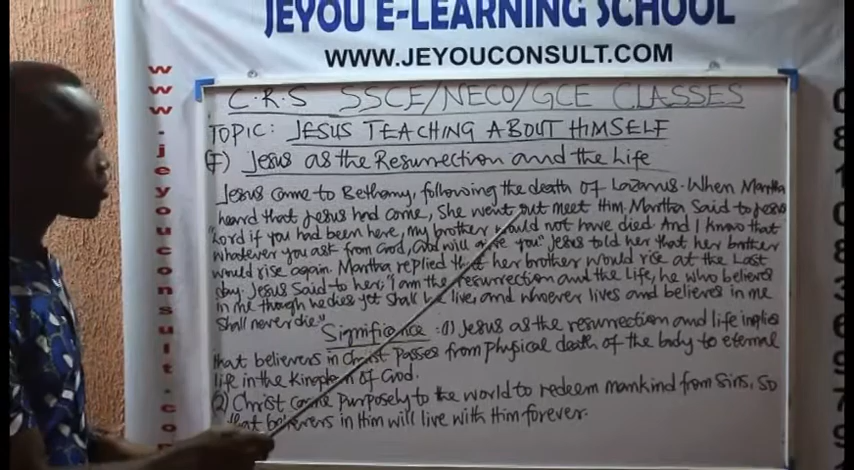 JEYOU E-LEARNING SCHOOL
WWW.JEYOUCONSULT.COM
www.jeyouconsult.co
C.R.S SSCE/NECO/GCE CLASSES
TOPIC: JESUS TEACHING ABOUT HIMSELF
(F) Jesus as the Resurrection and the Life
Jesus came to Bethany, following the death of Lazarus. When Martha
heard that Jesus had come, She went out meet Him. Martha Said to Jesus
"Lord if you had been here, my brother would not have died. And I know that
whatever you ask from God, God will give you" Jesus told her that her brother
would rise again. Martha replied that her brother would rise at the Last
day. Jesus said to her; "I am the resurrection and the life, he who believes
in me though he dies yet shall he live, and whoever lives and believes in me
Shall never die"
Significance: (1) Jesus as the resurrection and life implies
that believers in Christ passes from Physical death of the body to eternal
life in the Kingdom of God.
(2) Christ came purposely to the world to redeem mankind from Sins, So
that believers in Him will live with Him forever.